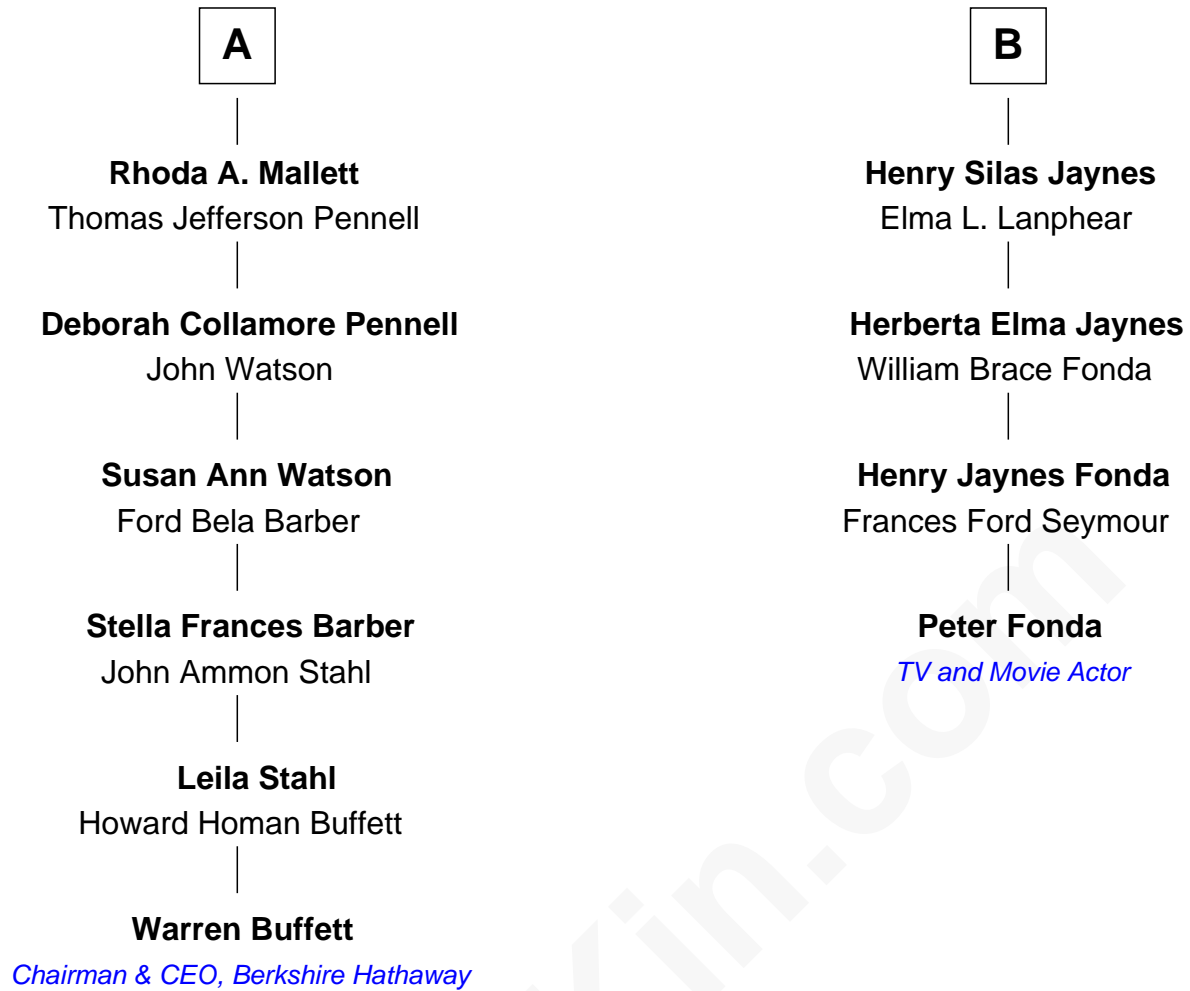 A
Rhoda A. Mallett
Thomas Jefferson Pennell
Deborah Collamore Pennell
John Watson
Susan Ann Watson
Ford Bela Barber
Stella Frances Barber
John Ammon Stahl
Leila Stahl
Howard Homan Buffett
Warren Buffett
Chairman & CEO, Berkshire Hathaway
B
Henry Silas Jaynes
Elma L. Lanphear
Herberta Elma Jaynes
William Brace Fonda
Henry Jaynes Fonda
Frances Ford Seymour
Peter Fonda
TV and Movie Actor